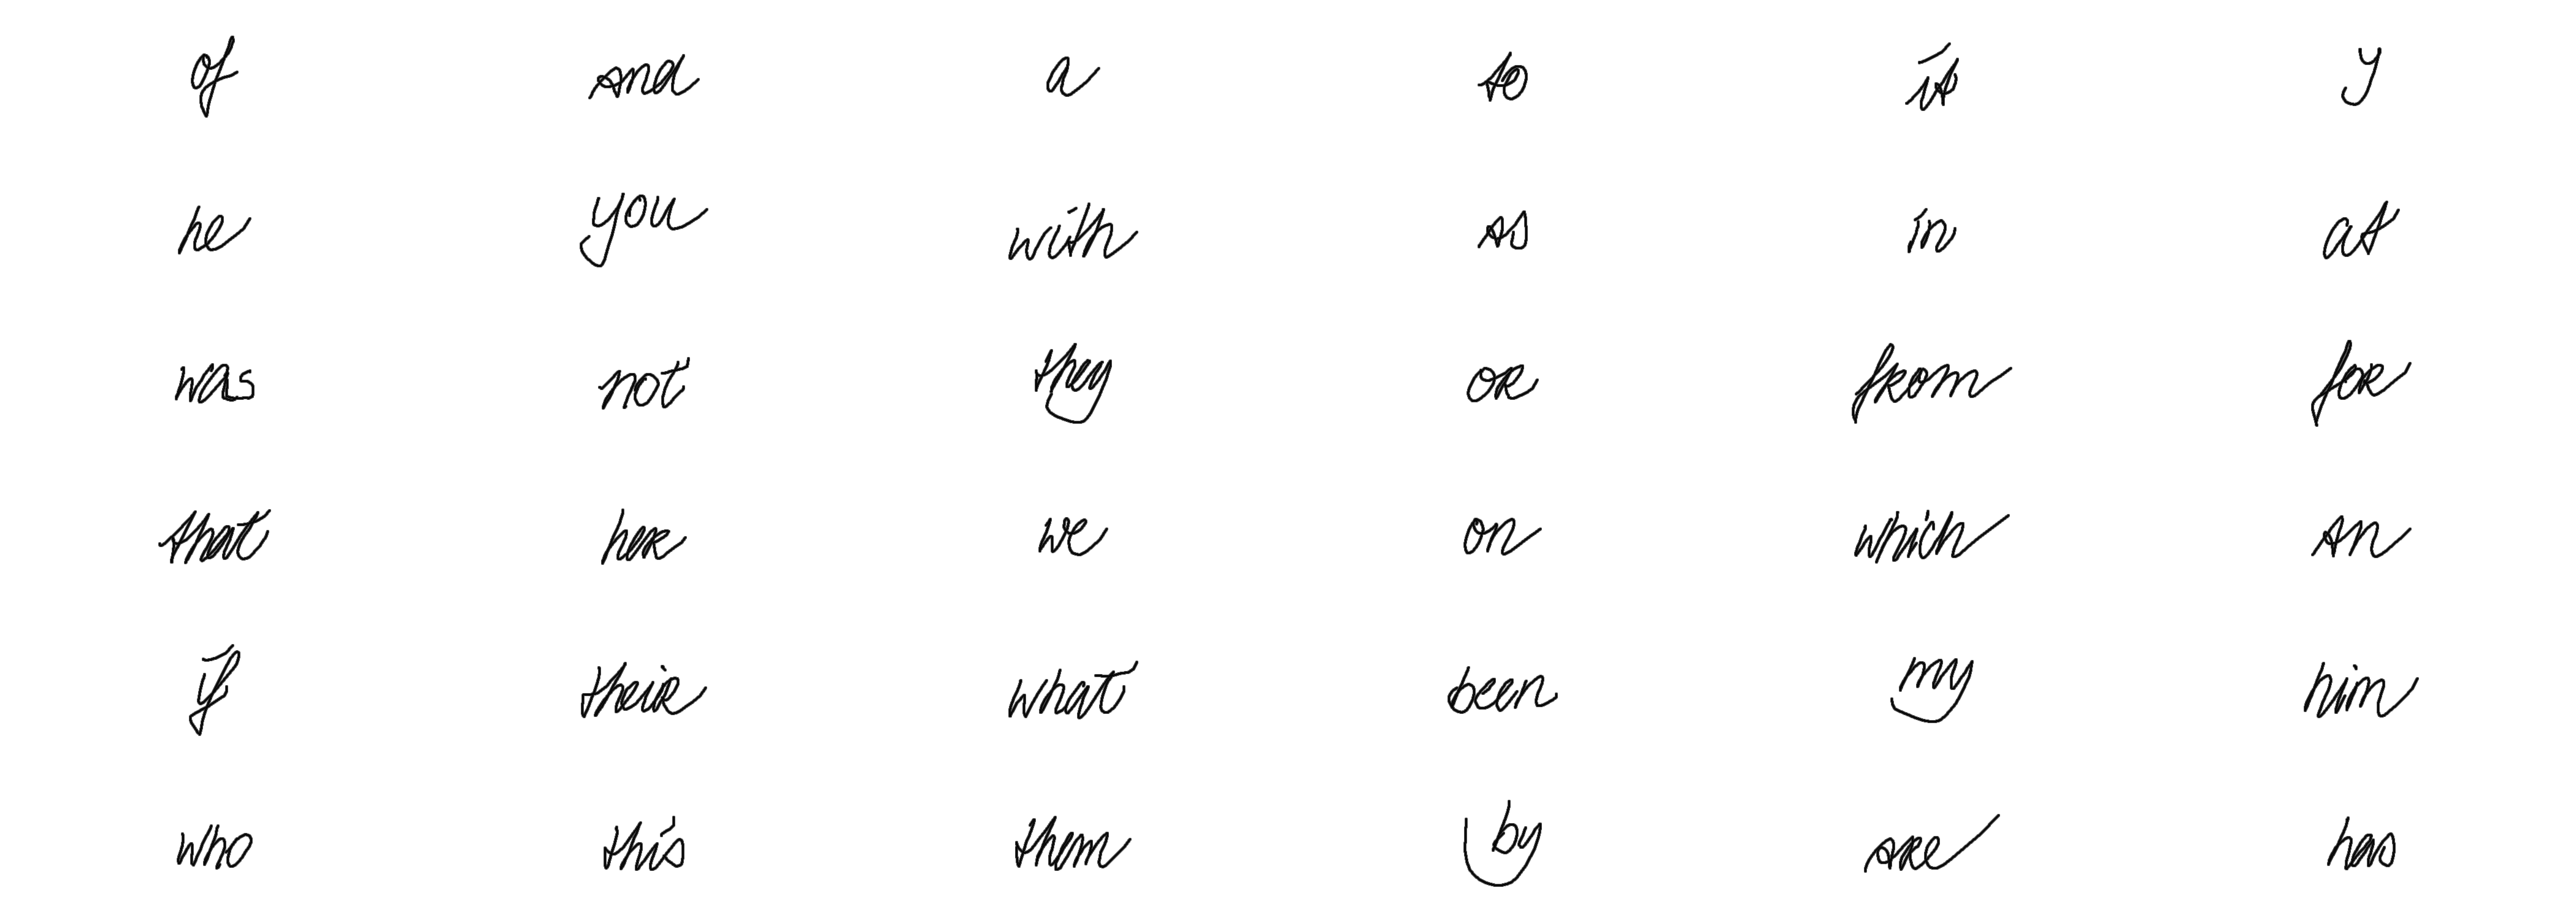 of and a to it y
he you with as in at
was not they or from for
that her we on which an
if their what been my him
who this them by are has